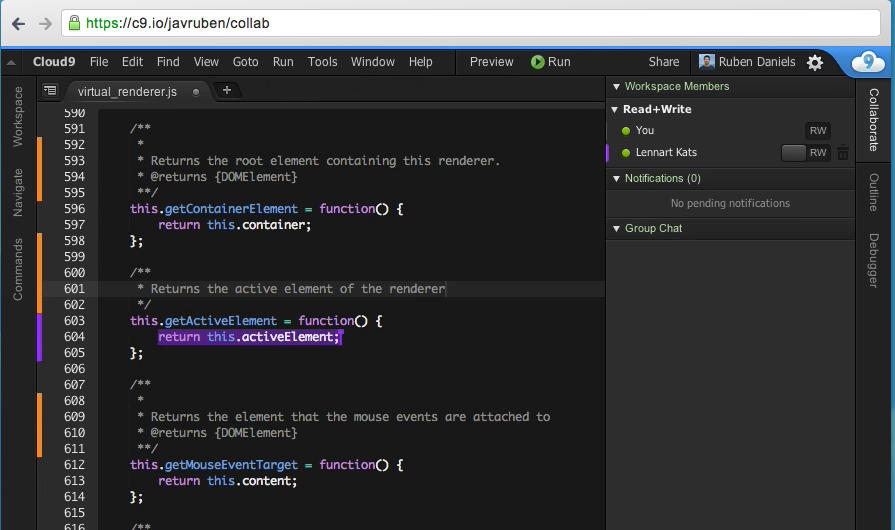 https://c9.io/javruben/collab
Cloud9 File Edit Find View Goto Run Tools Window Help Preview Run Share Ruben Daniels 9
virtual_renderer.js
Workspace
Navigate
Commands
590
591 /**
592 *
593 * Returns the root element containing this renderer.
594 * @returns {DOMElement}
595 **/
596 this.getContainerElement = function() {
597 return this.container;
598 };
599
600 /**
601 * Returns the active element of the renderer
602 */
603 this.getActiveElement = function() {
604 return this.activeElement;
605 };
606
607 /**
608 *
609 * Returns the element that the mouse events are attached to
610 * @returns {DOMElement}
611 **/
612 this.getMouseEventTarget = function() {
613 return this.content;
614 };
615
616 /**
Workspace Members
Read+Write
You RW
Lennart Kats RW
Notifications (0)
No pending notifications
Group Chat
Collaborate
Outline
Debugger